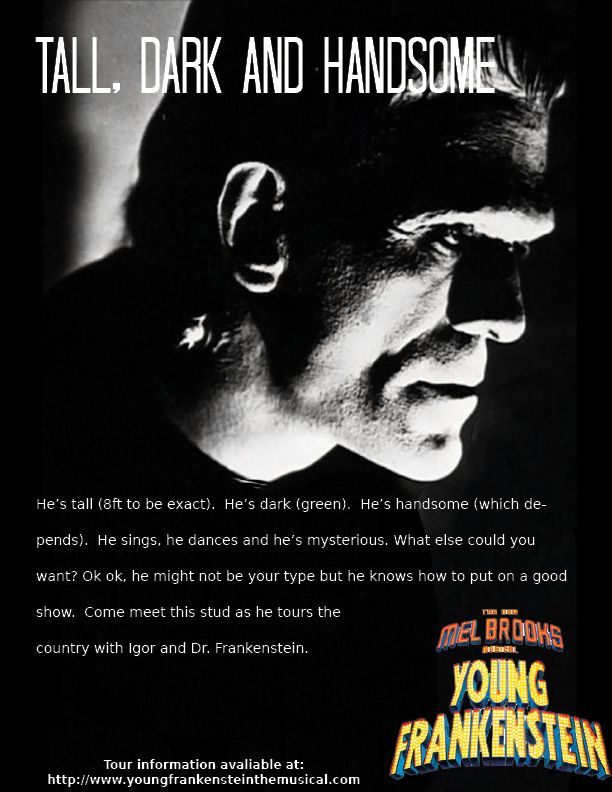 TALL, DARK AND HANDSOME
He’s tall (8ft to be exact).  He’s dark (green).  He’s handsome (which de-
pends).  He sings, he dances and he’s mysterious. What else could you
want? Ok ok, he might not be your type but he knows how to put on a good
show.  Come meet this stud as he tours the
country with Igor and Dr. Frankenstein.
THE NEW
MEL BROOKS
MUSICAL
YOUNG
FRANKENSTEIN
Tour information avaliable at:
http://www.youngfrankensteinthemusical.com